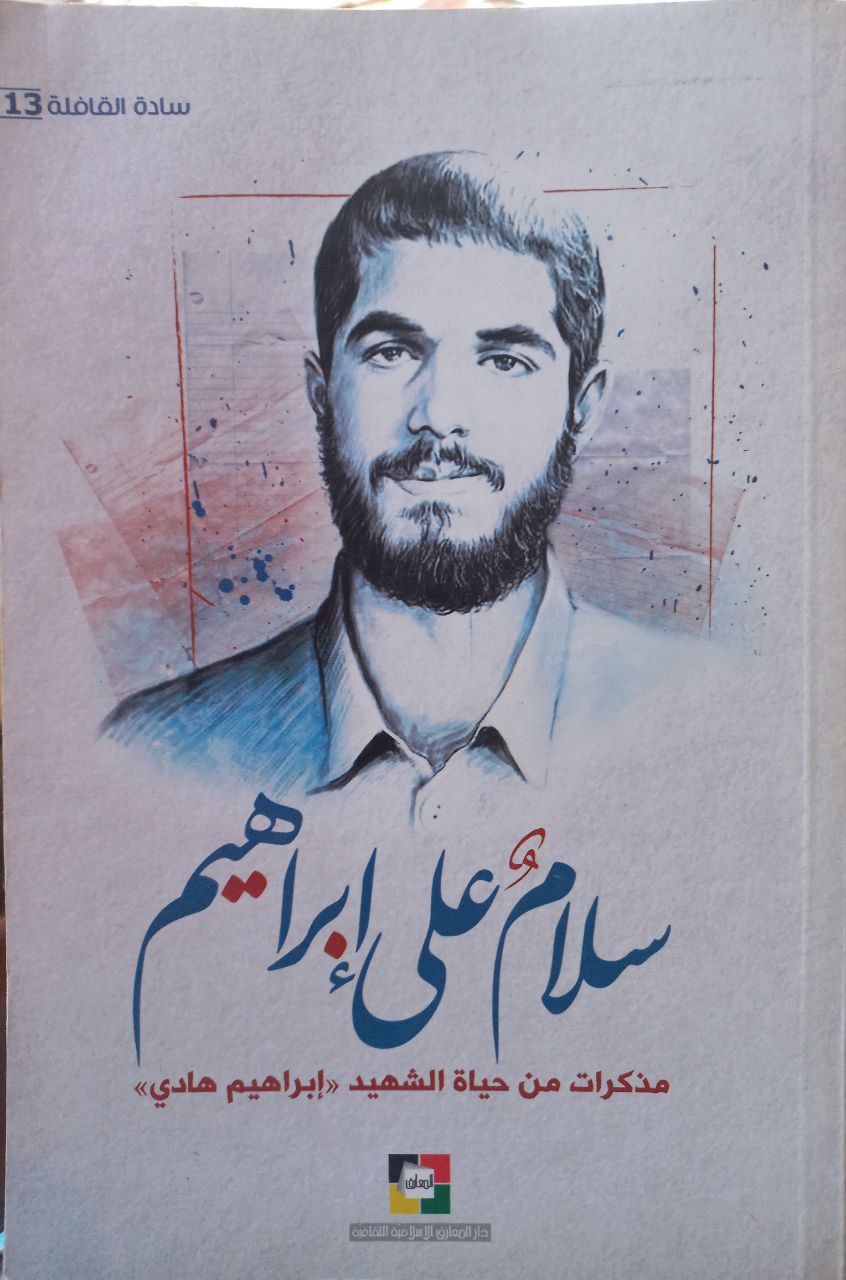 سادة القافلة 13
سلامٌ على إبراهيم
مذكرات من حياة الشهيد «إبراهيم هادي»
المعارف
دار المعارف الإسلامية الثقافية